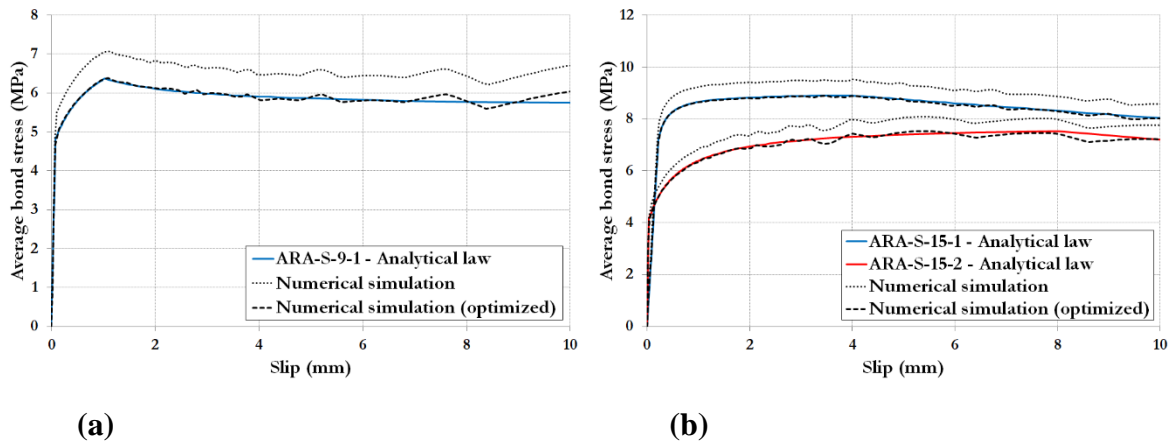 8
7
6
5
4
3
2
1
0
Average bond stress (MPa)
ARA-S-9-1 - Analytical law
Numerical simulation
Numerical simulation (optimized)
0 2 4 6 8 10
Slip (mm)
(a)
12
10
8
6
4
2
0
Average bond stress (MPa)
ARA-S-15-1 - Analytical law
ARA-S-15-2 - Analytical law
Numerical simulation
Numerical simulation (optimized)
0 2 4 6 8 10
Slip (mm)
(b)